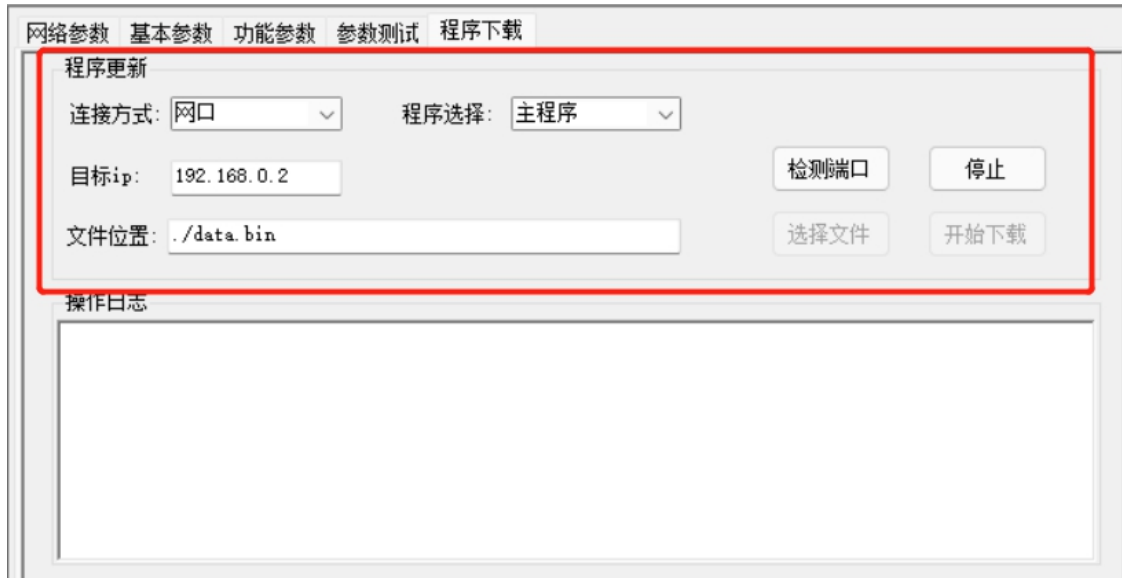 网络参数 基本参数 功能参数 参数测试 程序下载
程序更新
连接方式: 网口 程序选择: 主程序
目标ip: 192.168.0.2 检测端口 停止
文件位置: ./data.bin 选择文件 开始下载
操作日志